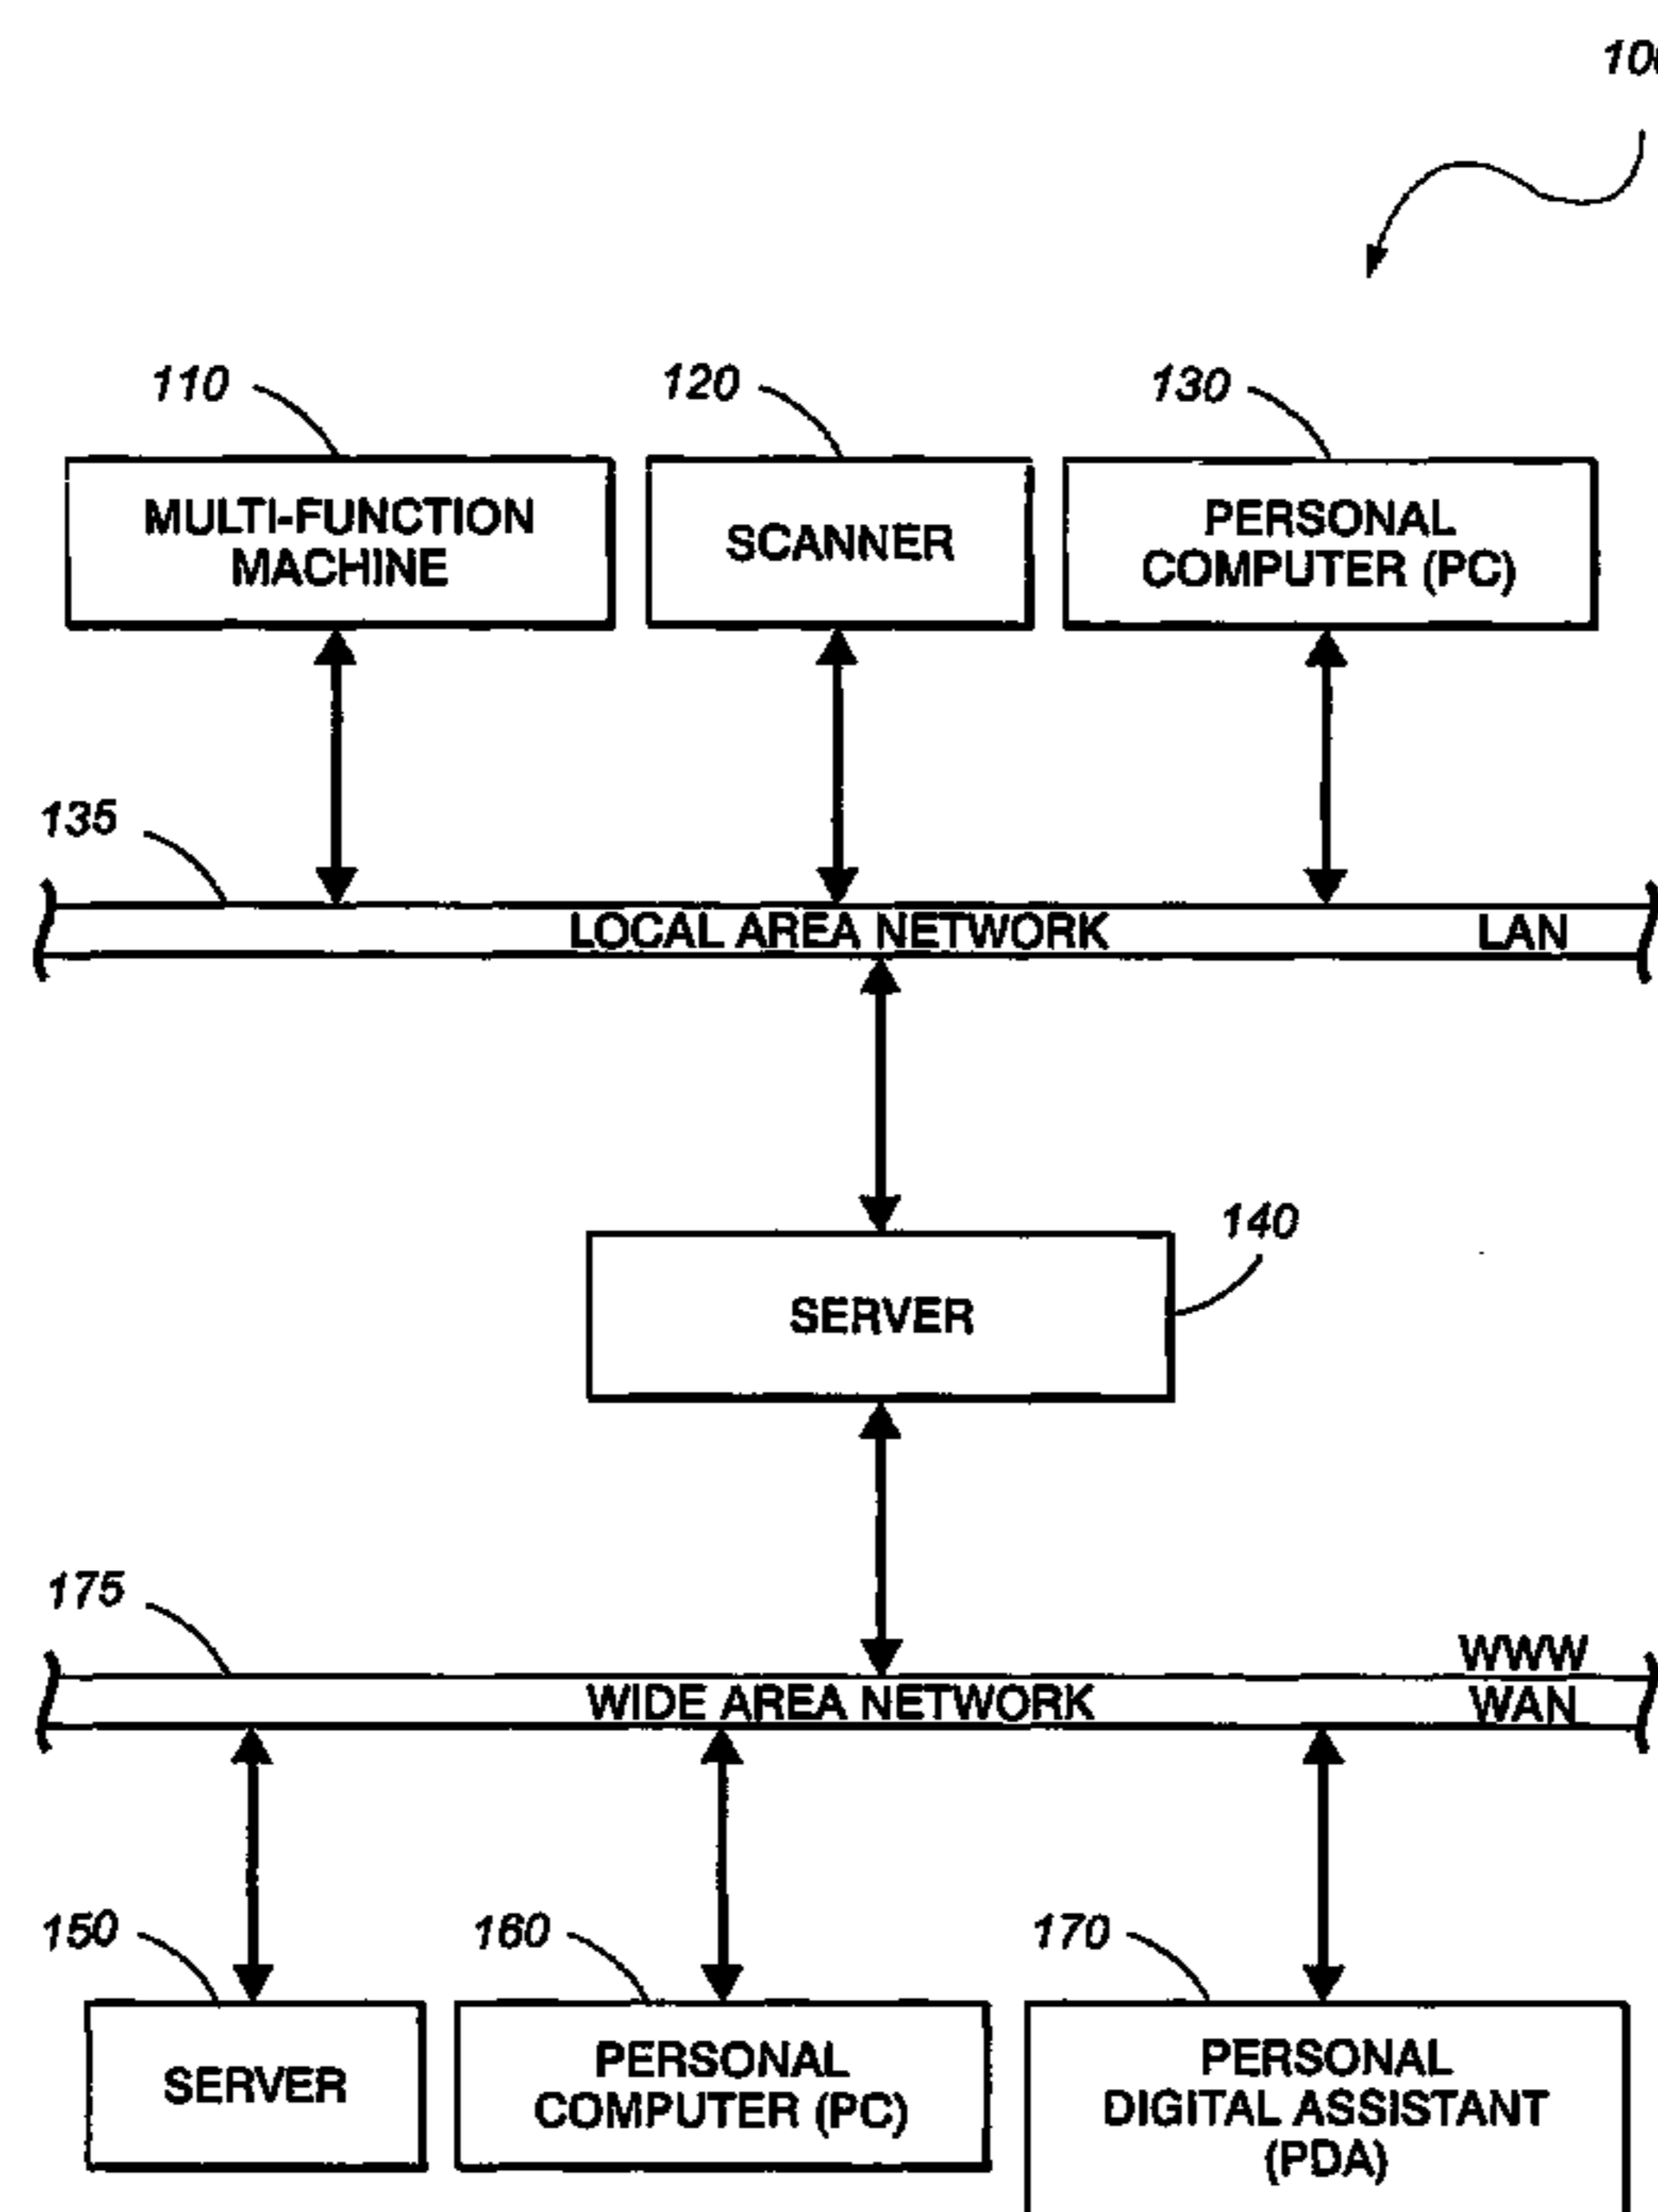 110
120
130
MULTI-FUNCTION
MACHINE
SCANNER
PERSONAL
COMPUTER (PC)
135
LOCAL AREA NETWORK
LAN
140
SERVER
175
WWW
WIDE AREA NETWORK
WAN
150
160
170
SERVER
PERSONAL
COMPUTER (PC)
PERSONAL
DIGITAL ASSISTANT
(PDA)